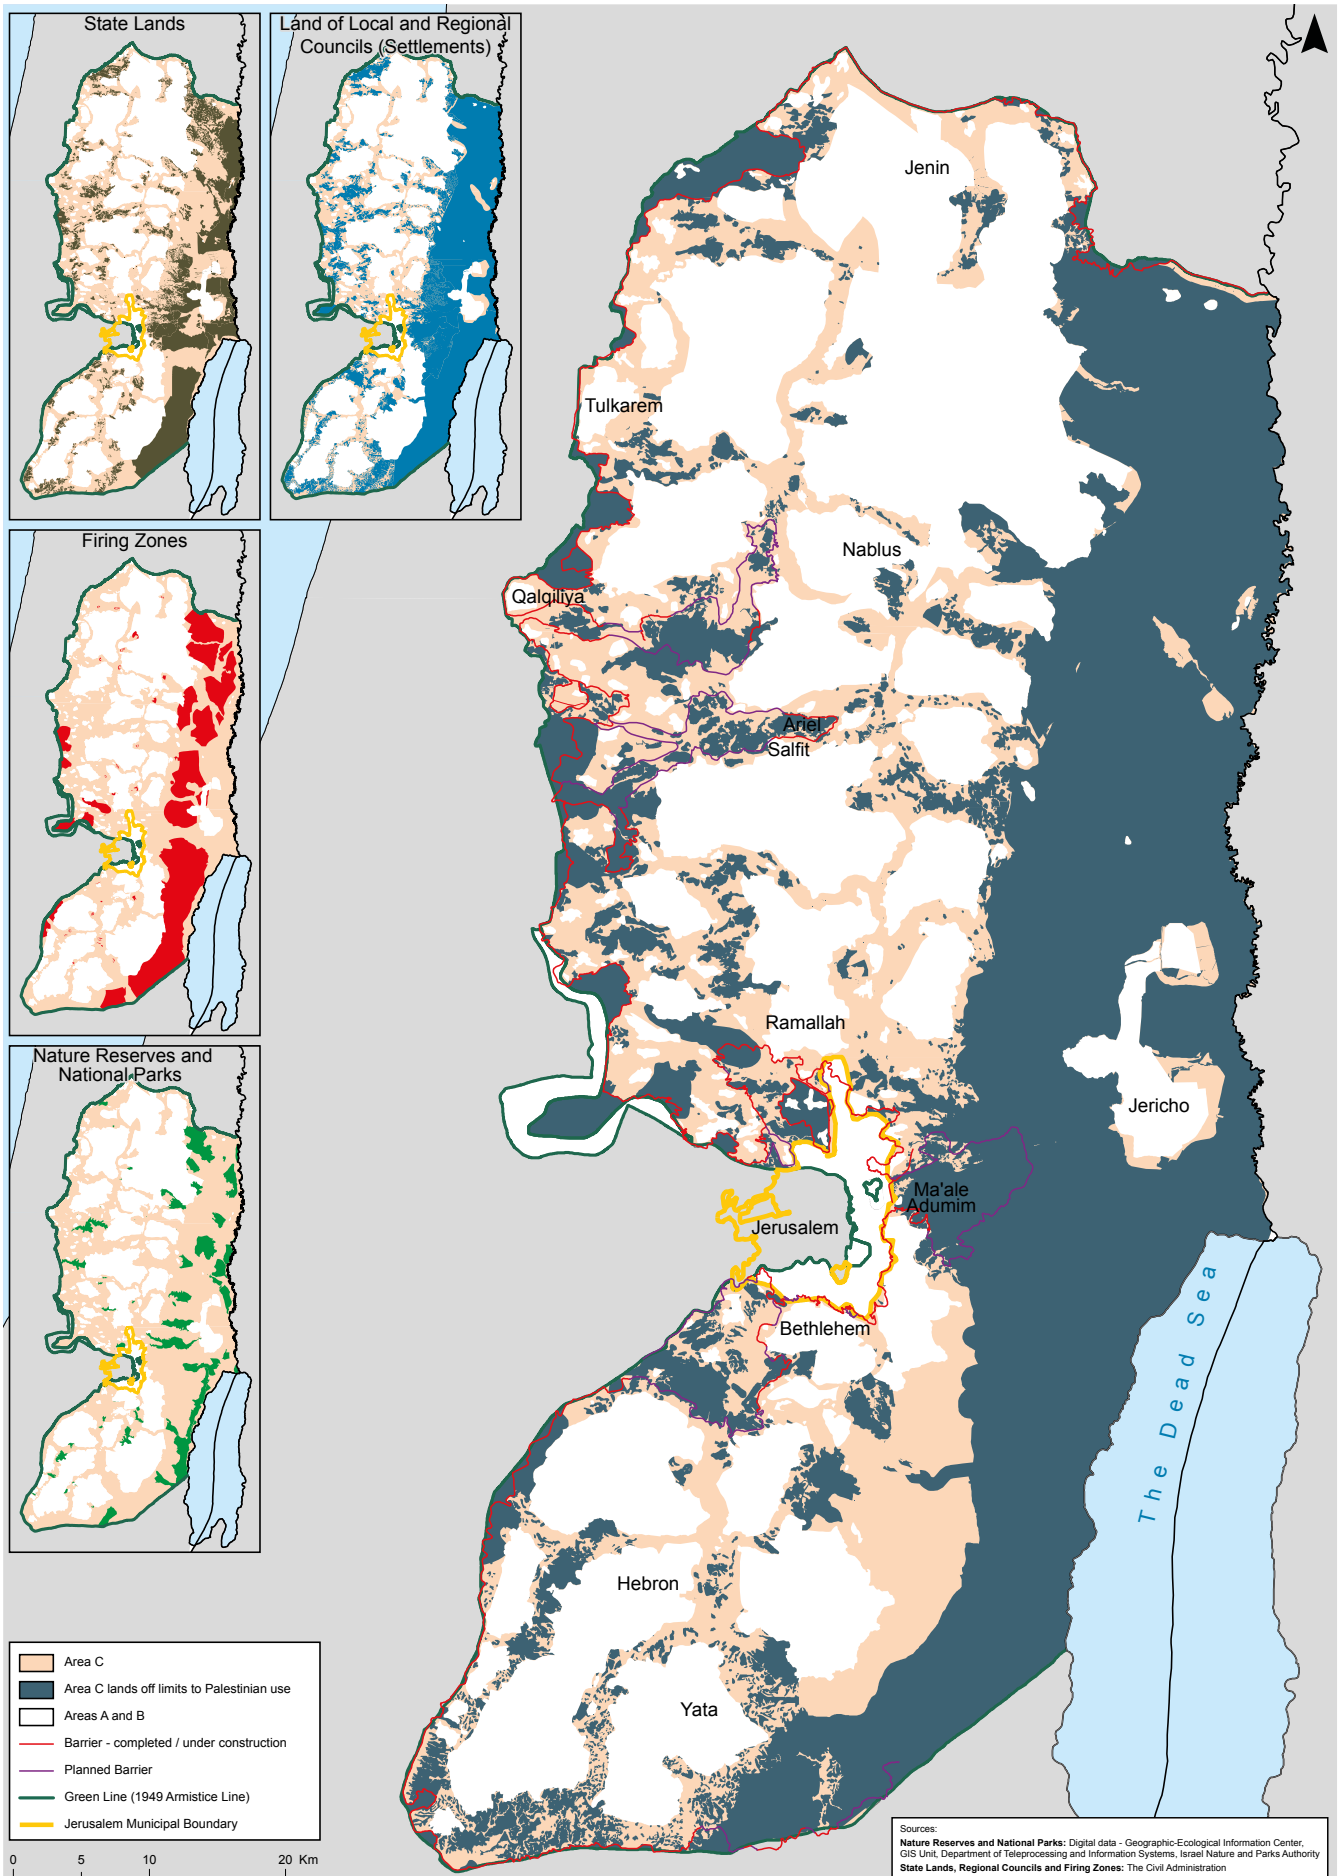 State Lands
Land of Local and Regional
Councils (Settlements)
Firing Zones
Nature Reserves and
National Parks
Jenin
Tulkarem
Nablus
Qalqiliya
Ariel
Salfit
Ramallah
Jericho
Ma'ale
Adumim
Jerusalem
Bethlehem
The Dead Sea
Hebron
Yata
Area C
Area C lands off limits to Palestinian use
Areas A and B
Barrier - completed / under construction
Planned Barrier
Green Line (1949 Armistice Line)
Jerusalem Municipal Boundary
0 5 10 20 Km
Sources:
Nature Reserves and National Parks: Digital data - Geographic-Ecological Information Center,
GIS Unit, Department of Teleprocessing and Information Systems, Israel Nature and Parks Authority
State Lands, Regional Councils and Firing Zones: The Civil Administration